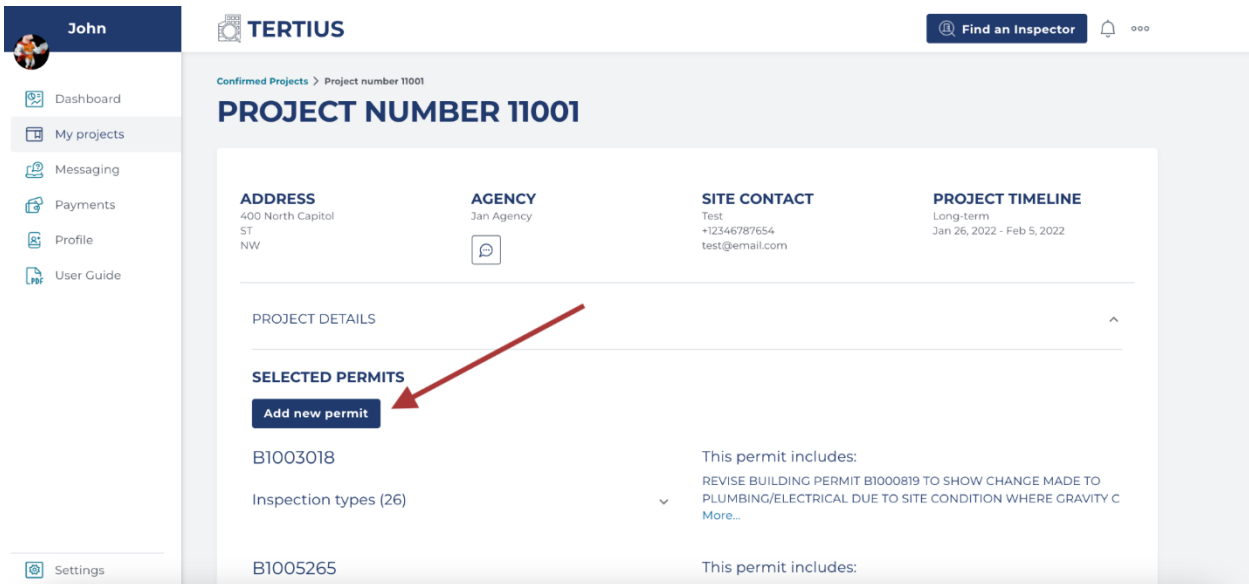 John
TERTIUS
Find an Inspector
Dashboard
My projects
Messaging
Payments
PDF
Profile
User Guide
Settings
Confirmed Projects > Project number 11001
PROJECT NUMBER 11001
ADDRESS
400 North Capitol
ST
NW
AGENCY
Jan Agency
SITE CONTACT
Test
+12346787654
test@email.com
PROJECT TIMELINE
Long-term
Jan 26, 2022 - Feb 5, 2022
PROJECT DETAILS
SELECTED PERMITS
Add new permit
B1003018
Inspection types (26)
This permit includes:
REVISE BUILDING PERMIT B1000819 TO SHOW CHANGE MADE TO
PLUMBING/ELECTRICAL DUE TO SITE CONDITION WHERE GRAVITY C
More...
B1005265
This permit includes: